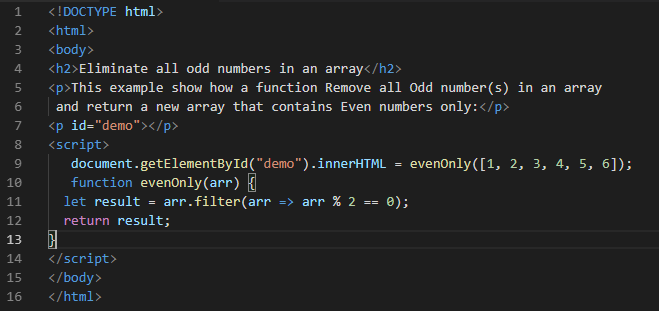 1 <!DOCTYPE html>
2 <html>
3 <body>
4 <h2>Eliminate all odd numbers in an array</h2>
5 <p>This example show how a function Remove all Odd number(s) in an array
6  and return a new array that contains Even numbers only:</p>
7 <p id="demo"></p>
8 <script>
9    document.getElementById("demo").innerHTML = evenOnly([1, 2, 3, 4, 5, 6]);
10    function evenOnly(arr) {
11   let result = arr.filter(arr => arr % 2 == 0);
12   return result;
13 }
14 </script>
15 </body>
16 </html>